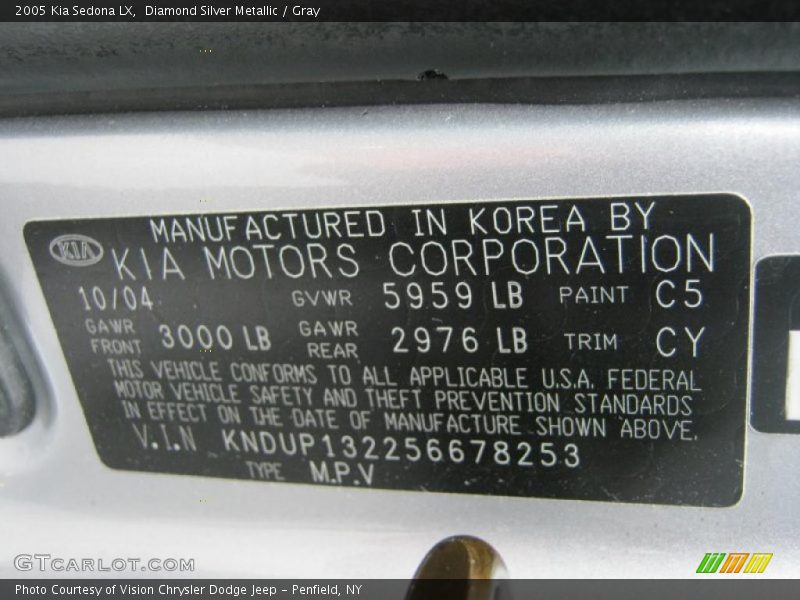 2005 Kia Sedona LX,  Diamond Silver Metallic / Gray
MANUFACTURED IN KOREA BY
KIA KIA MOTORS CORPORATION
10/04 GVWR 5959 LB PAINT C5
GAWR FRONT 3000 LB GAWR REAR 2976 LB TRIM CY
THIS VEHICLE CONFORMS TO ALL APPLICABLE U.S.A. FEDERAL
MOTOR VEHICLE SAFETY AND THEFT PREVENTION STANDARDS
IN EFFECT ON THE DATE OF MANUFACTURE SHOWN ABOVE.
V.I.N KNDUP132256678253
TYPE M.P.V
GTcarlot.com
Photo Courtesy of Vision Chrysler Dodge Jeep – Penfield, NY